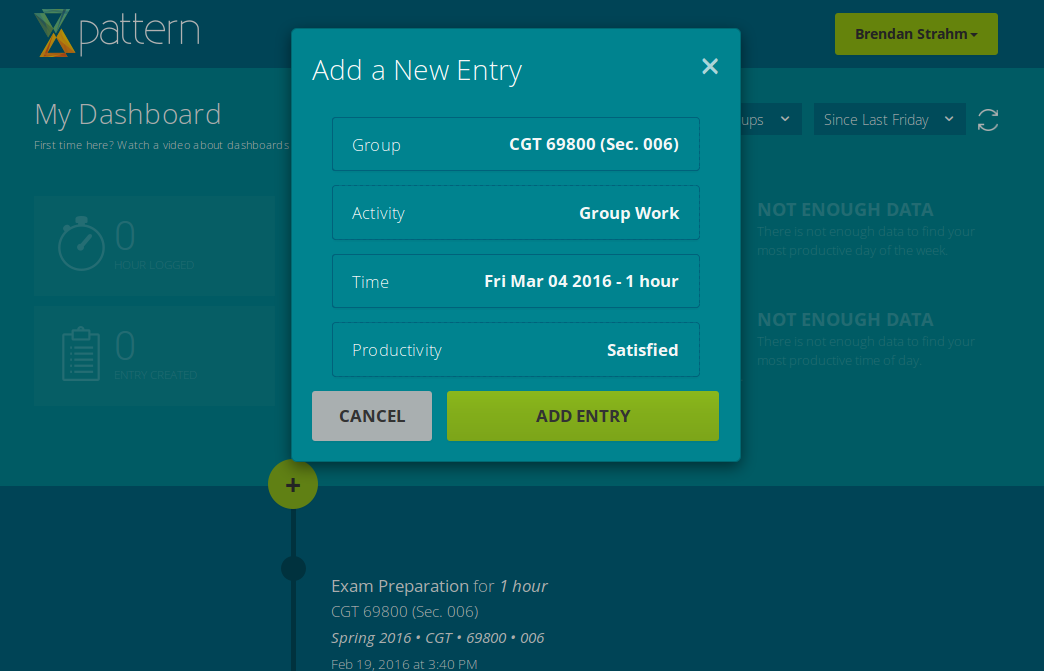 pattern
Brendan Strahm
My Dashboard
First time here? Watch a video about dashboards
ups
Since Last Friday
0
HOUR LOGGED
0
ENTRY CREATED
Add a New Entry
Group CGT 69800 (Sec. 006)
Activity Group Work
Time Fri Mar 04 2016 - 1 hour
Productivity Satisfied
CANCEL
ADD ENTRY
NOT ENOUGH DATA
There is not enough data to find your
most productive day of the week.
NOT ENOUGH DATA
There is not enough data to find your
most productive time of day.
+
Exam Preparation for 1 hour
CGT 69800 (Sec. 006)
Spring 2016 • CGT • 69800 • 006
Feb 19, 2016 at 3:40 PM